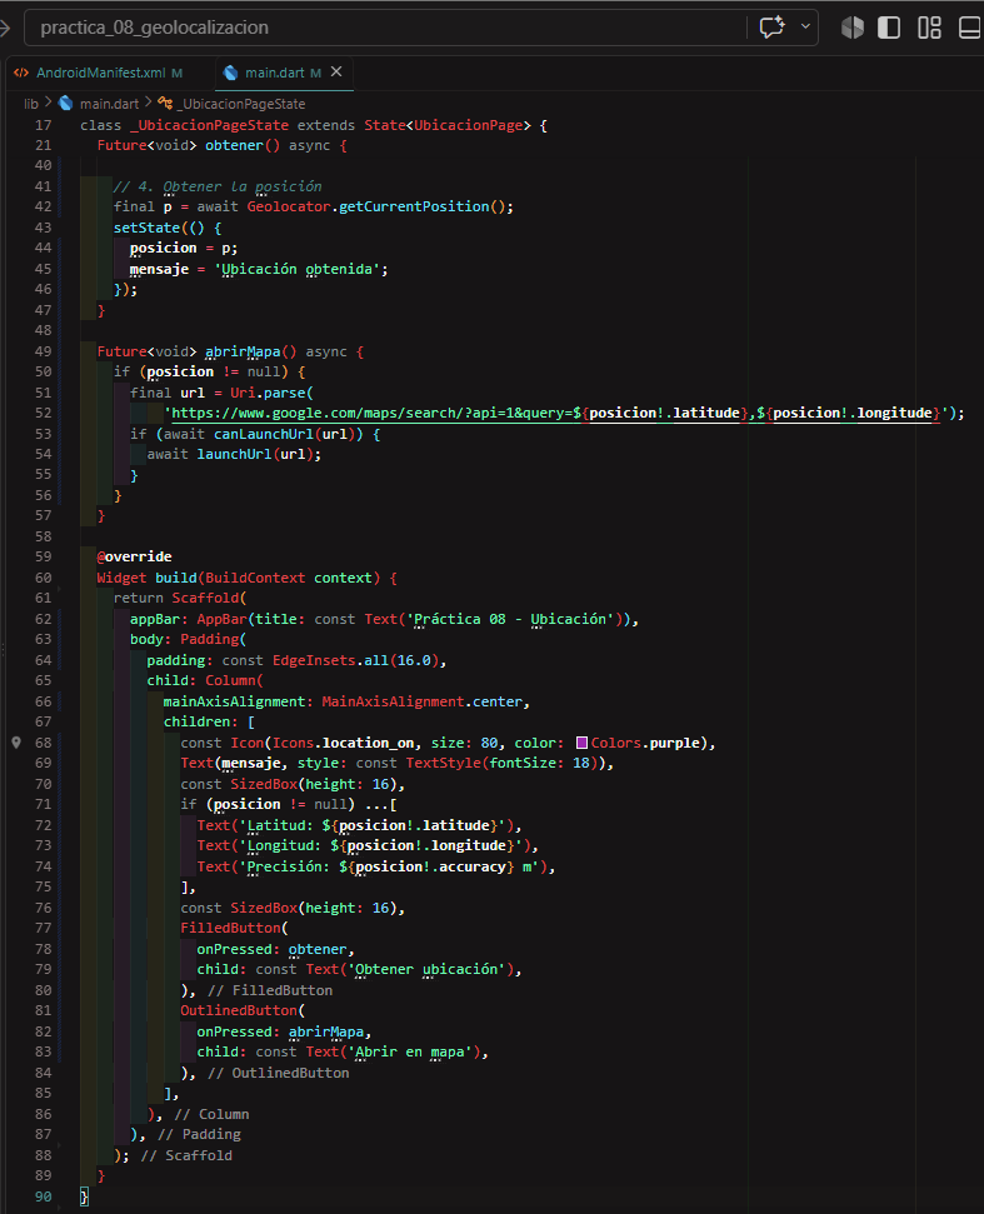 practica_08_geolocalizacion
AndroidManifest.xml M
main.dart M
lib > main.dart > _UbicacionPageState
17 class _UbicacionPageState extends State<UbicacionPage> {
21 Future<void> obtener() async {
40
41 // 4. Obtener la posición
42 final p = await Geolocator.getCurrentPosition();
43 setState(() {
44 posicion = p;
45 mensaje = 'Ubicación obtenida';
46 });
47 }
48
49 Future<void> abrirMapa() async {
50 if (posicion != null) {
51 final url = Uri.parse(
52 'https://www.google.com/maps/search/?api=1&query=${posicion!.latitude},${posicion!.longitude}');
53 if (await canLaunchUrl(url)) {
54 await launchUrl(url);
55 }
56 }
57 }
58
59 @override
60 Widget build(BuildContext context) {
61 return Scaffold(
62 appBar: AppBar(title: const Text('Práctica 08 - Ubicación')),
63 body: Padding(
64 padding: const EdgeInsets.all(16.0),
65 child: Column(
66 mainAxisAlignment: MainAxisAlignment.center,
67 children: [
68 const Icon(Icons.location_on, size: 80, color: Colors.purple),
69 Text(mensaje, style: const TextStyle(fontSize: 18)),
70 const SizedBox(height: 16),
71 if (posicion != null) ...[
72 Text('Latitud: ${posicion!.latitude}'),
73 Text('Longitud: ${posicion!.longitude}'),
74 Text('Precisión: ${posicion!.accuracy} m'),
75 ],
76 const SizedBox(height: 16),
77 FilledButton(
78 onPressed: obtener,
79 child: const Text('Obtener ubicación'),
80 ), // FilledButton
81 OutlinedButton(
82 onPressed: abrirMapa,
83 child: const Text('Abrir en mapa'),
84 ), // OutlinedButton
85 ],
86 ), // Column
87 ), // Padding
88 ); // Scaffold
89 }
90 }